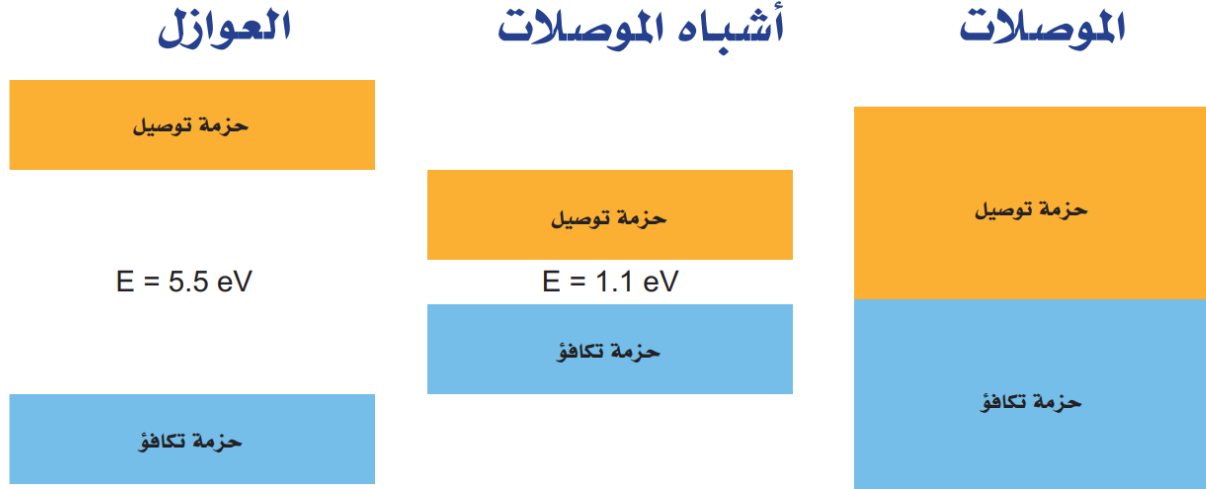 الموصلات
أشباه الموصلات
العوازل
حزمة توصيل
حزمة تكافؤ
حزمة توصيل
E = 1.1 eV
حزمة تكافؤ
حزمة توصيل
E = 5.5 eV
حزمة تكافؤ